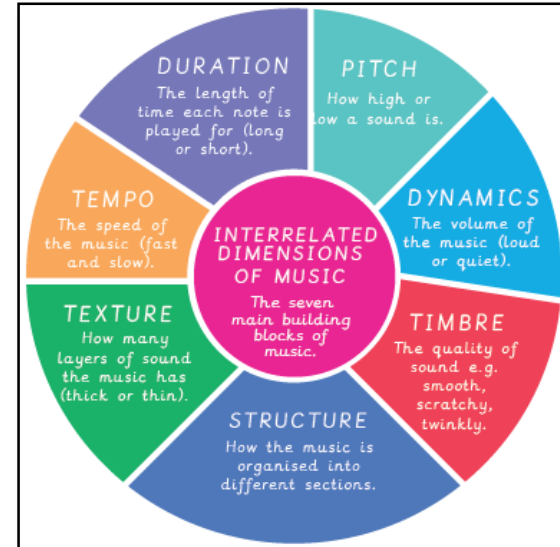 DURATION
The length of
time each note is
played for (long
or short).
PITCH
How high or
low a sound is.
DYNAMICS
The volume of
the music (loud
or quiet).
TIMBRE
The quality of
sound e.g.
smooth,
scratchy,
twinkly.
STRUCTURE
How the music is
organised into
different sections.
TEXTURE
How many
layers of sound
the music has
(thick or thin).
TEMPO
The speed of
the music (fast
and slow).
INTERRELATED
DIMENSIONS
OF MUSIC
The seven
main building
blocks of
music.